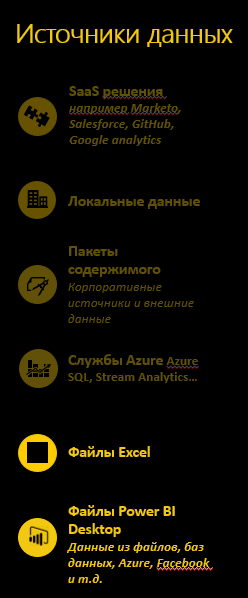 Источники данных
SaaS решения
например Marketo,
Salesforce, GitHub,
Google analytics
Локальные данные
Пакеты
содержимого
Корпоративные
источники и внешние
данные
Службы Azure Azure
SQL, Stream Analytics...
Файлы Excel
Файлы Power BI
Desktop
Данные из файлов, баз
данных, Azure, Facebook
и т.д.